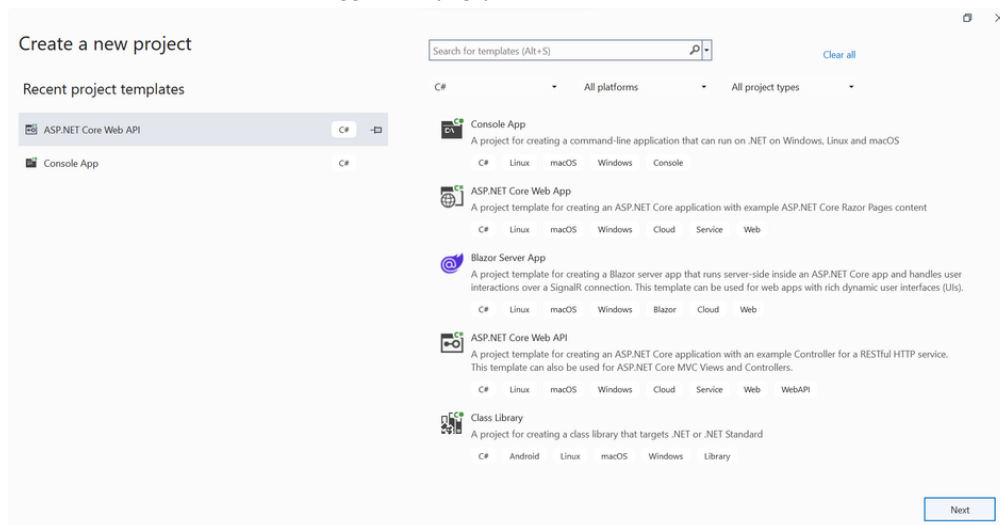 Create a new project
Search for templates (Alt+S)
Clear all
Recent project templates
C#
All platforms
All project types
ASP.NET Core Web API
C#
Console App
C#
Console App
A project for creating a command-line application that can run on .NET on Windows, Linux and macOS
C# Linux macOS Windows Console
ASP.NET Core Web App
A project template for creating an ASP.NET Core application with example ASP.NET Core Razor Pages content
C# Linux macOS Windows Cloud Service Web
Blazor Server App
A project template for creating a Blazor server app that runs server-side inside an ASP.NET Core app and handles user
interactions over a SignalR connection. This template can be used for web apps with rich dynamic user interfaces (UIs).
C# Linux macOS Windows Blazor Cloud Web
ASP.NET Core Web API
A project template for creating an ASP.NET Core application with an example Controller for a RESTful HTTP service.
This template can also be used for ASP.NET Core MVC Views and Controllers.
C# Linux macOS Windows Cloud Service Web WebAPI
Class Library
A project for creating a class library that targets .NET or .NET Standard
C# Android Linux macOS Windows Library
Next